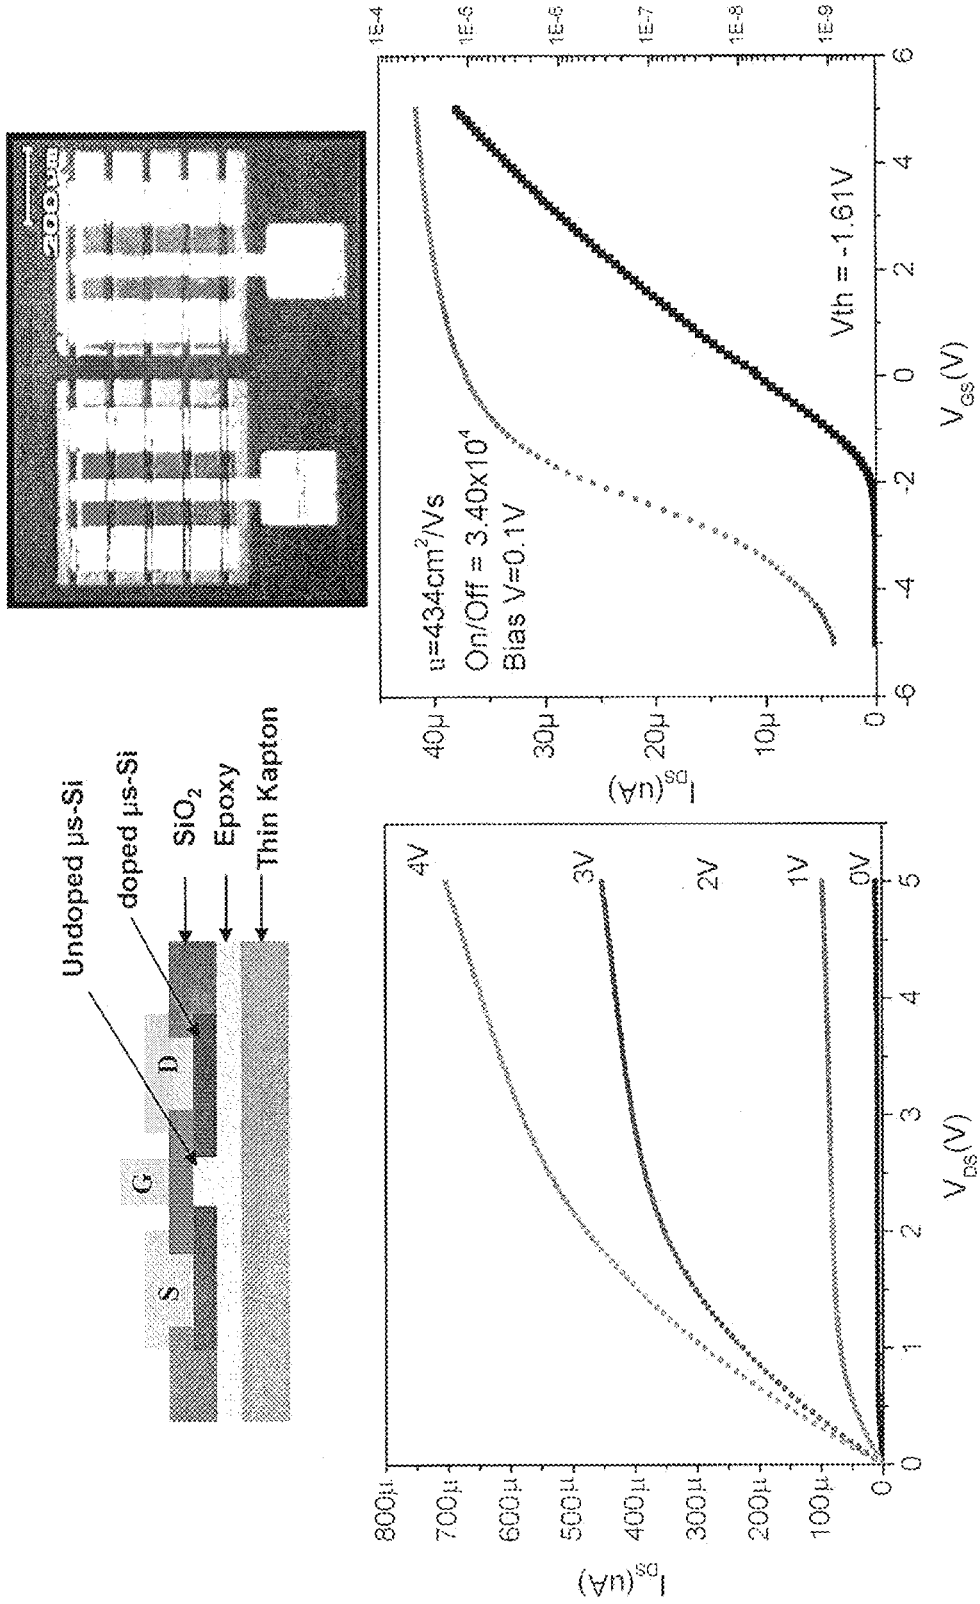 Undoped µs-Si
doped µs-Si
SiO2
Epoxy
Thin Kapton
S
G
D
200µm
800µ
700µ
600µ
500µ
400µ
300µ
200µ
100µ
0
IDS(uA)
0
1
2
3
4
5
VDS(V)
4V
3V
2V
1V
0V
40µ
30µ
20µ
10µ
0
IDS(uA)
-6
-4
-2
0
2
4
6
VGS(V)
u=434cm²/Vs
On/Off = 3.40x10⁴
Bias V=0.1V
Vth = -1.61V
1E-4
1E-5
1E-6
1E-7
1E-8
1E-9